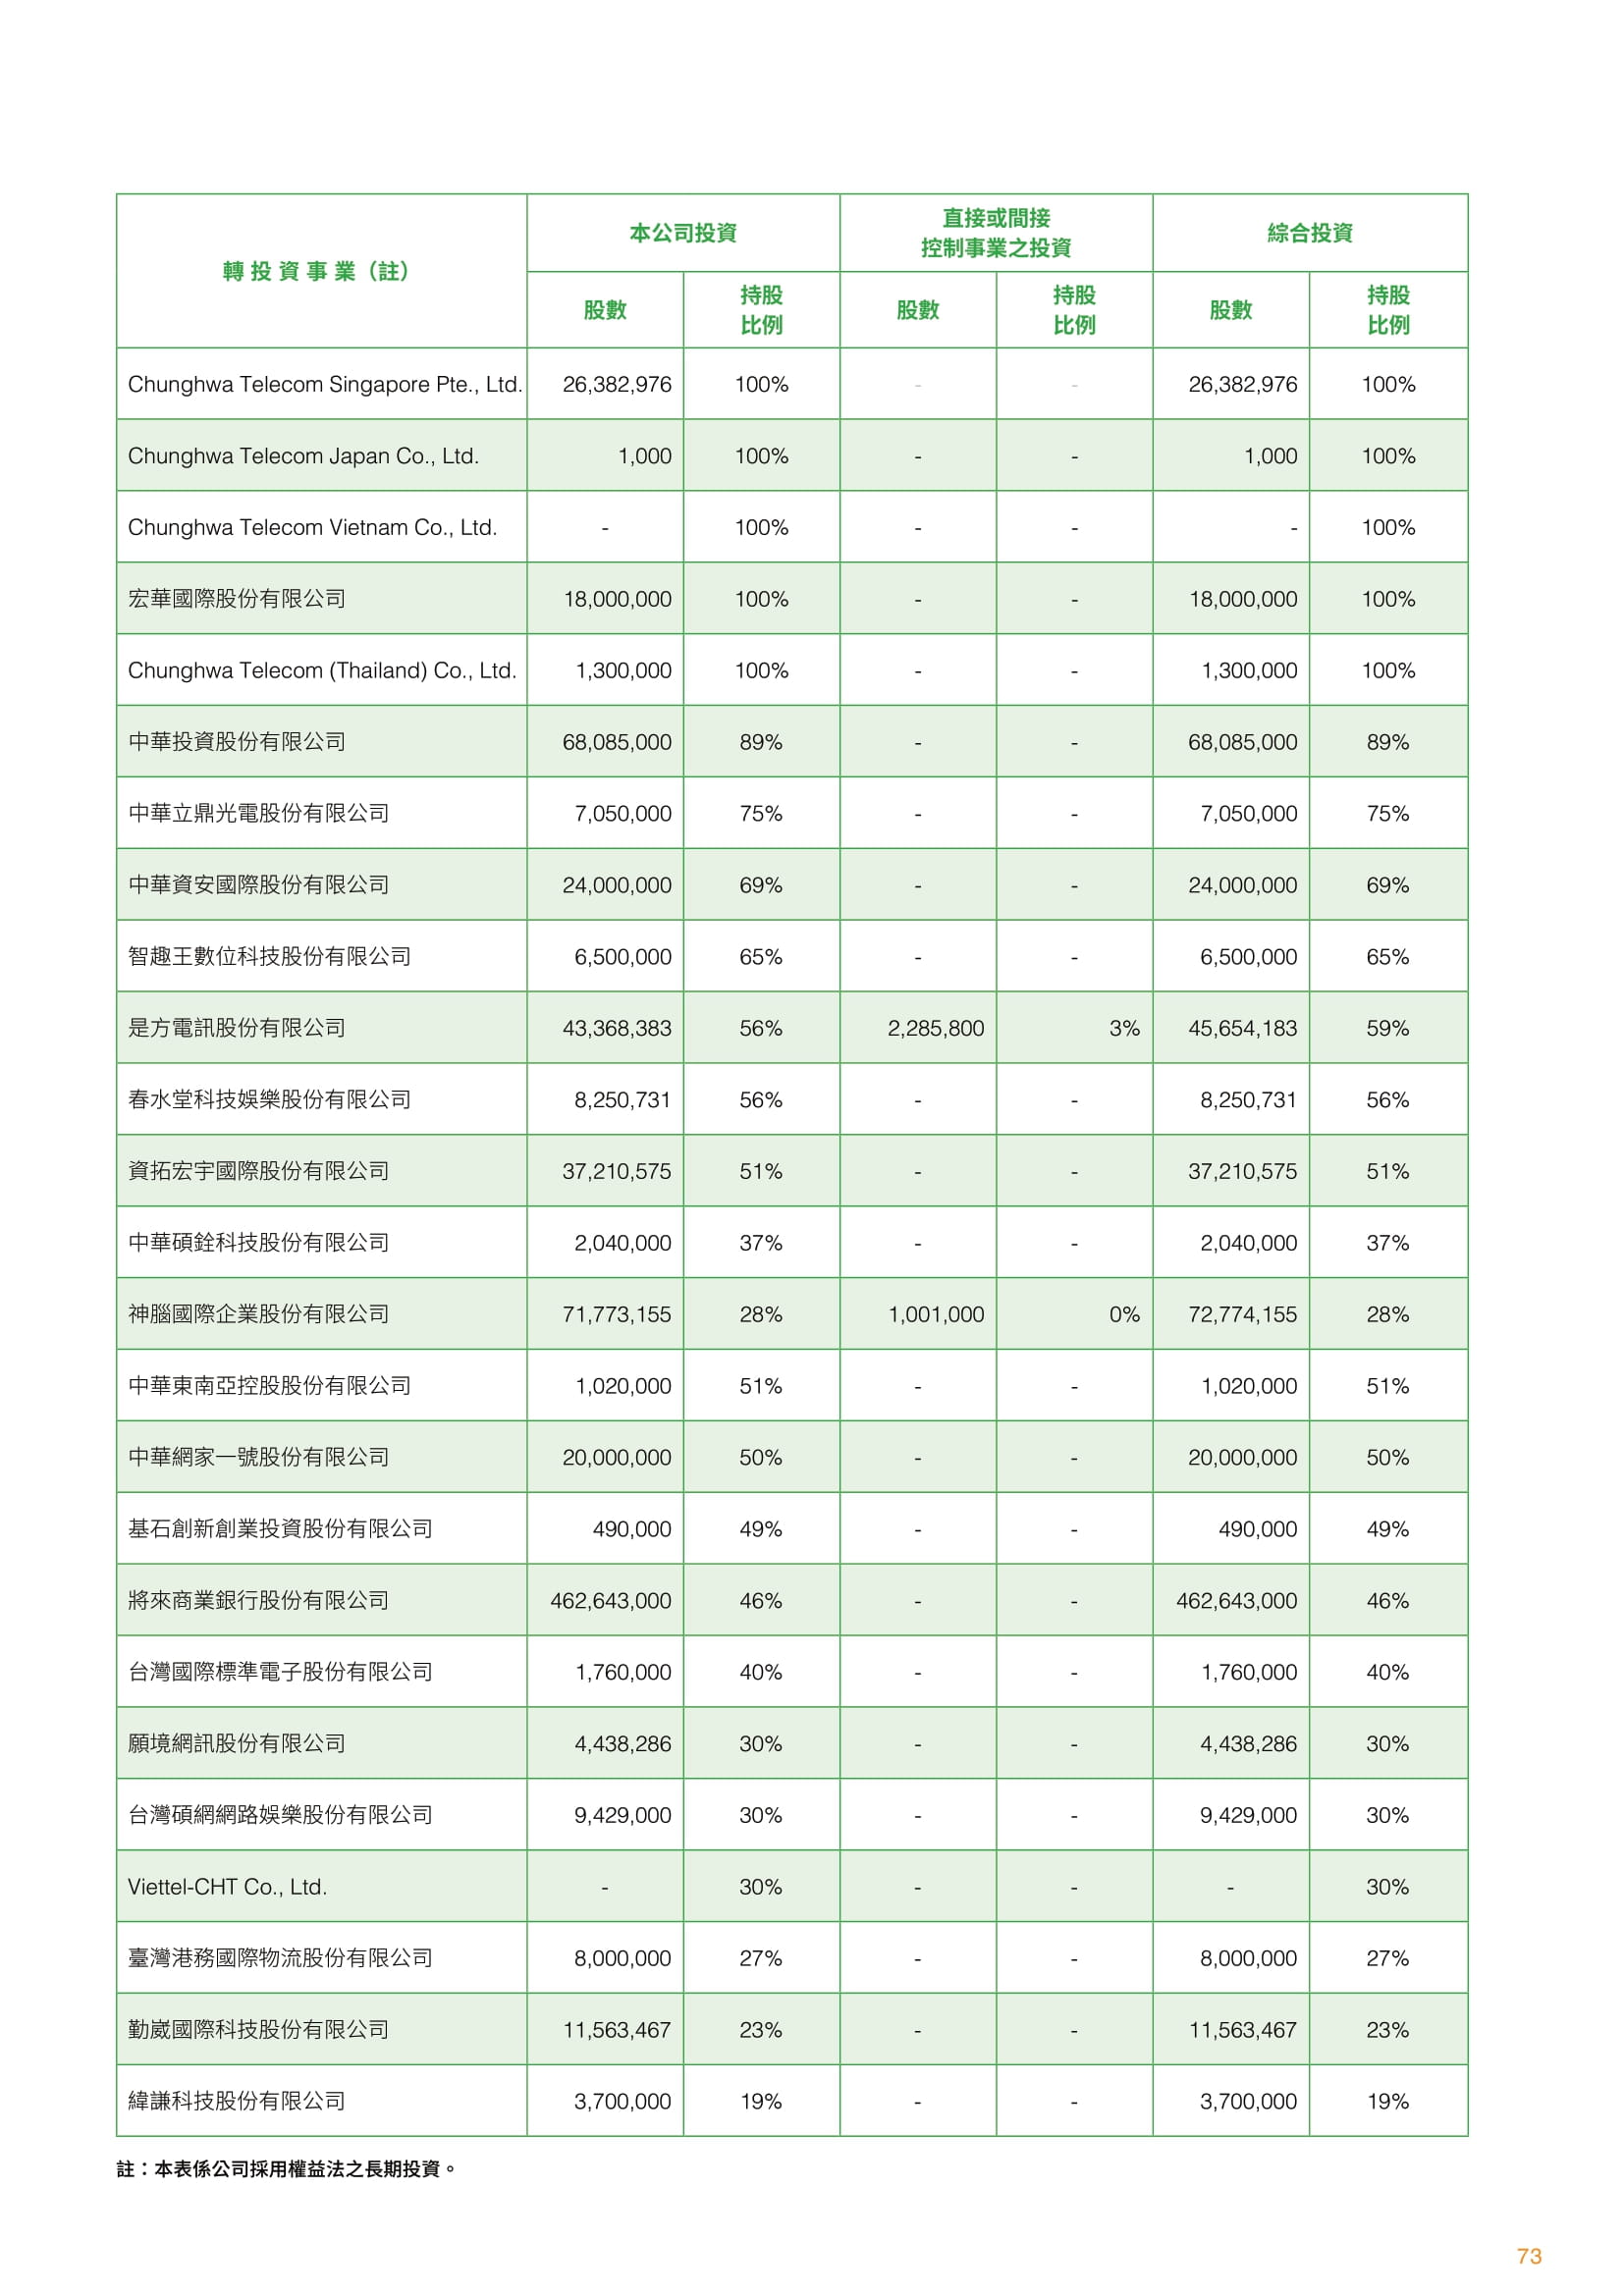 轉投資事業（註） 本公司投資 直接或間接 控制事業之投資 綜合投資
股數 持股比例 股數 持股比例 股數 持股比例
Chunghwa Telecom Singapore Pte., Ltd. 26,382,976 100% - - 26,382,976 100%
Chunghwa Telecom Japan Co., Ltd. 1,000 100% - - 1,000 100%
Chunghwa Telecom Vietnam Co., Ltd. - 100% - - - 100%
宏華國際股份有限公司 18,000,000 100% - - 18,000,000 100%
Chunghwa Telecom (Thailand) Co., Ltd. 1,300,000 100% - - 1,300,000 100%
中華投資股份有限公司 68,085,000 89% - - 68,085,000 89%
中華立鼎光電股份有限公司 7,050,000 75% - - 7,050,000 75%
中華資安國際股份有限公司 24,000,000 69% - - 24,000,000 69%
智趣王數位科技股份有限公司 6,500,000 65% - - 6,500,000 65%
是方電訊股份有限公司 43,368,383 56% 2,285,800 3% 45,654,183 59%
春水堂科技娛樂股份有限公司 8,250,731 56% - - 8,250,731 56%
資拓宏宇國際股份有限公司 37,210,575 51% - - 37,210,575 51%
中華碩銓科技股份有限公司 2,040,000 37% - - 2,040,000 37%
神腦國際企業股份有限公司 71,773,155 28% 1,001,000 0% 72,774,155 28%
中華東南亞控股股份有限公司 1,020,000 51% - - 1,020,000 51%
中華網家一號股份有限公司 20,000,000 50% - - 20,000,000 50%
基石創新創業投資股份有限公司 490,000 49% - - 490,000 49%
將來商業銀行股份有限公司 462,643,000 46% - - 462,643,000 46%
台灣國際標準電子股份有限公司 1,760,000 40% - - 1,760,000 40%
願境網訊股份有限公司 4,438,286 30% - - 4,438,286 30%
台灣碩網網路娛樂股份有限公司 9,429,000 30% - - 9,429,000 30%
Viettel-CHT Co., Ltd. - 30% - - - 30%
臺灣港務國際物流股份有限公司 8,000,000 27% - - 8,000,000 27%
勤崴國際科技股份有限公司 11,563,467 23% - - 11,563,467 23%
緯謙科技股份有限公司 3,700,000 19% - - 3,700,000 19%
註：本表係公司採用權益法之長期投資。
73